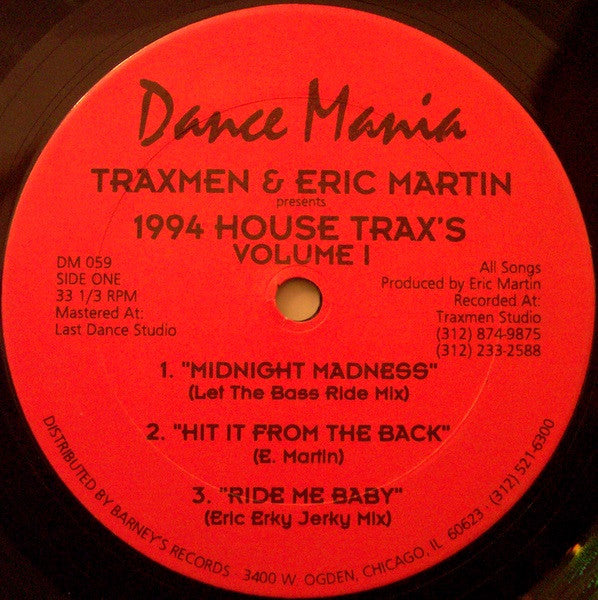 Dance Mania
TRAXMEN & ERIC MARTIN
presents
1994 HOUSE TRAX'S
VOLUME I
DM 059
SIDE ONE
33 1/3 RPM
Mastered At:
Last Dance Studio
All Songs
Produced by Eric Martin
Recorded At:
Traxmen Studio
(312) 874-9875
(312) 233-2588
1. "MIDNIGHT MADNESS"
(Let The Bass Ride Mix)
2. "HIT IT FROM THE BACK"
(E. Martin)
3. "RIDE ME BABY"
(Eric Erky Jerky Mix)
DISTRIBUTED BY BARNEY'S RECORDS 3400 W. OGDEN, CHICAGO, IL 60623 (312) 521-6300